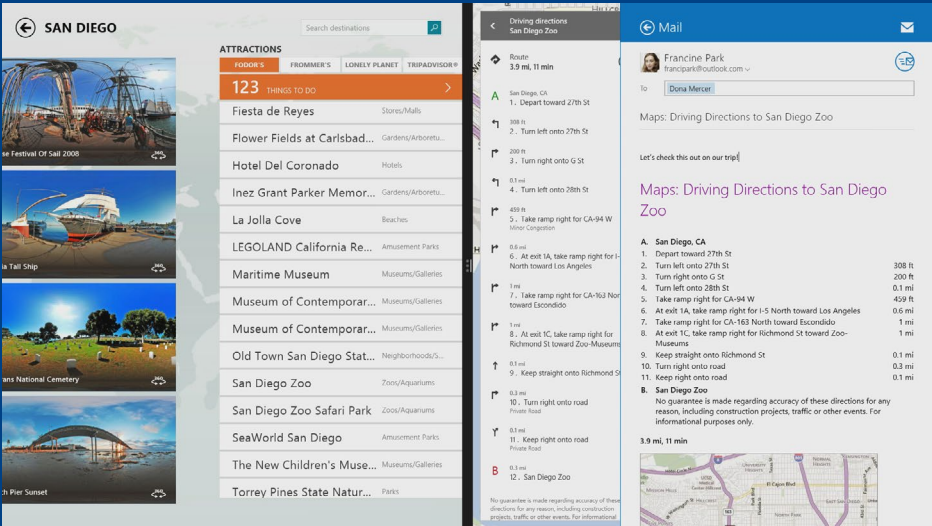 SAN DIEGO
Search destinations
se Festival Of Sail 2008
360
a Tall Ship
360
ans National Cemetery
360
h Pier Sunset
360
ATTRACTIONS
FODOR'S FROMMER'S LONELY PLANET TRIPADVISOR®
123 THINGS TO DO
Fiesta de Reyes Stores/Malls
Flower Fields at Carlsbad... Gardens/Arboretu...
Hotel Del Coronado Hotels
Inez Grant Parker Memor... Gardens/Arboretu...
La Jolla Cove Beaches
LEGOLAND California Re... Amusement Parks
Maritime Museum Museums/Galleries
Museum of Contemporar... Museums/Galleries
Museum of Contemporar... Museums/Galleries
Old Town San Diego Stat... Neighborhoods/S...
San Diego Zoo Zoos/Aquariums
San Diego Zoo Safari Park Zoos/Aquariums
SeaWorld San Diego Amusement Parks
The New Children's Muse... Museums/Galleries
Torrey Pines State Natur... Parks
Driving directions
San Diego Zoo
Route
3.9 mi, 11 min
A San Diego, CA
1. Depart toward 27th St
308 ft
2. Turn left onto 27th St
200 ft
3. Turn right onto G St
0.1 mi
4. Turn left onto 28th St
459 ft
5. Take ramp right for CA-94 W
Minor Congestion
0.6 mi
6. At exit 1A, take ramp right for I-
North toward Los Angeles
1 mi
7. Take ramp right for CA-163 Nor
toward Escondido
1 mi
8. At exit 1C, take ramp right for
Richmond St toward Zoo-Museums
0.1 mi
9. Keep straight onto Richmond St
0.3 mi
10. Turn right onto road
Private Road
0.1 mi
11. Keep right onto road
Private Road
B 0.3 mi
12. San Diego Zoo
No guarantee is made regarding accuracy of these
directions for any reason, including construction
projects, traffic or other events. For informational
Mail
Francine Park
francipark@outlook.com
To Dona Mercer
Maps: Driving Directions to San Diego Zoo
Let's check this out on our trip!
Maps: Driving Directions to San Diego
Zoo
A. San Diego, CA
1. Depart toward 27th St
2. Turn left onto 27th St 308 ft
3. Turn right onto G St 200 ft
4. Turn left onto 28th St 0.1 mi
5. Take ramp right for CA-94 W 459 ft
6. At exit 1A, take ramp right for I-5 North toward Los Angeles 0.6 mi
7. Take ramp right for CA-163 North toward Escondido 1 mi
8. At exit 1C, take ramp right for Richmond St toward Zoo- 1 mi
Museums
9. Keep straight onto Richmond St 0.1 mi
10. Turn right onto road 0.3 mi
11. Keep right onto road 0.1 mi
B. San Diego Zoo
No guarantee is made regarding accuracy of these directions for any
reason, including construction projects, traffic or other events. For
informational purposes only.
3.9 mi, 11 min
UNIVERSITY
HEIGHTS
El Cajon Blvd
163